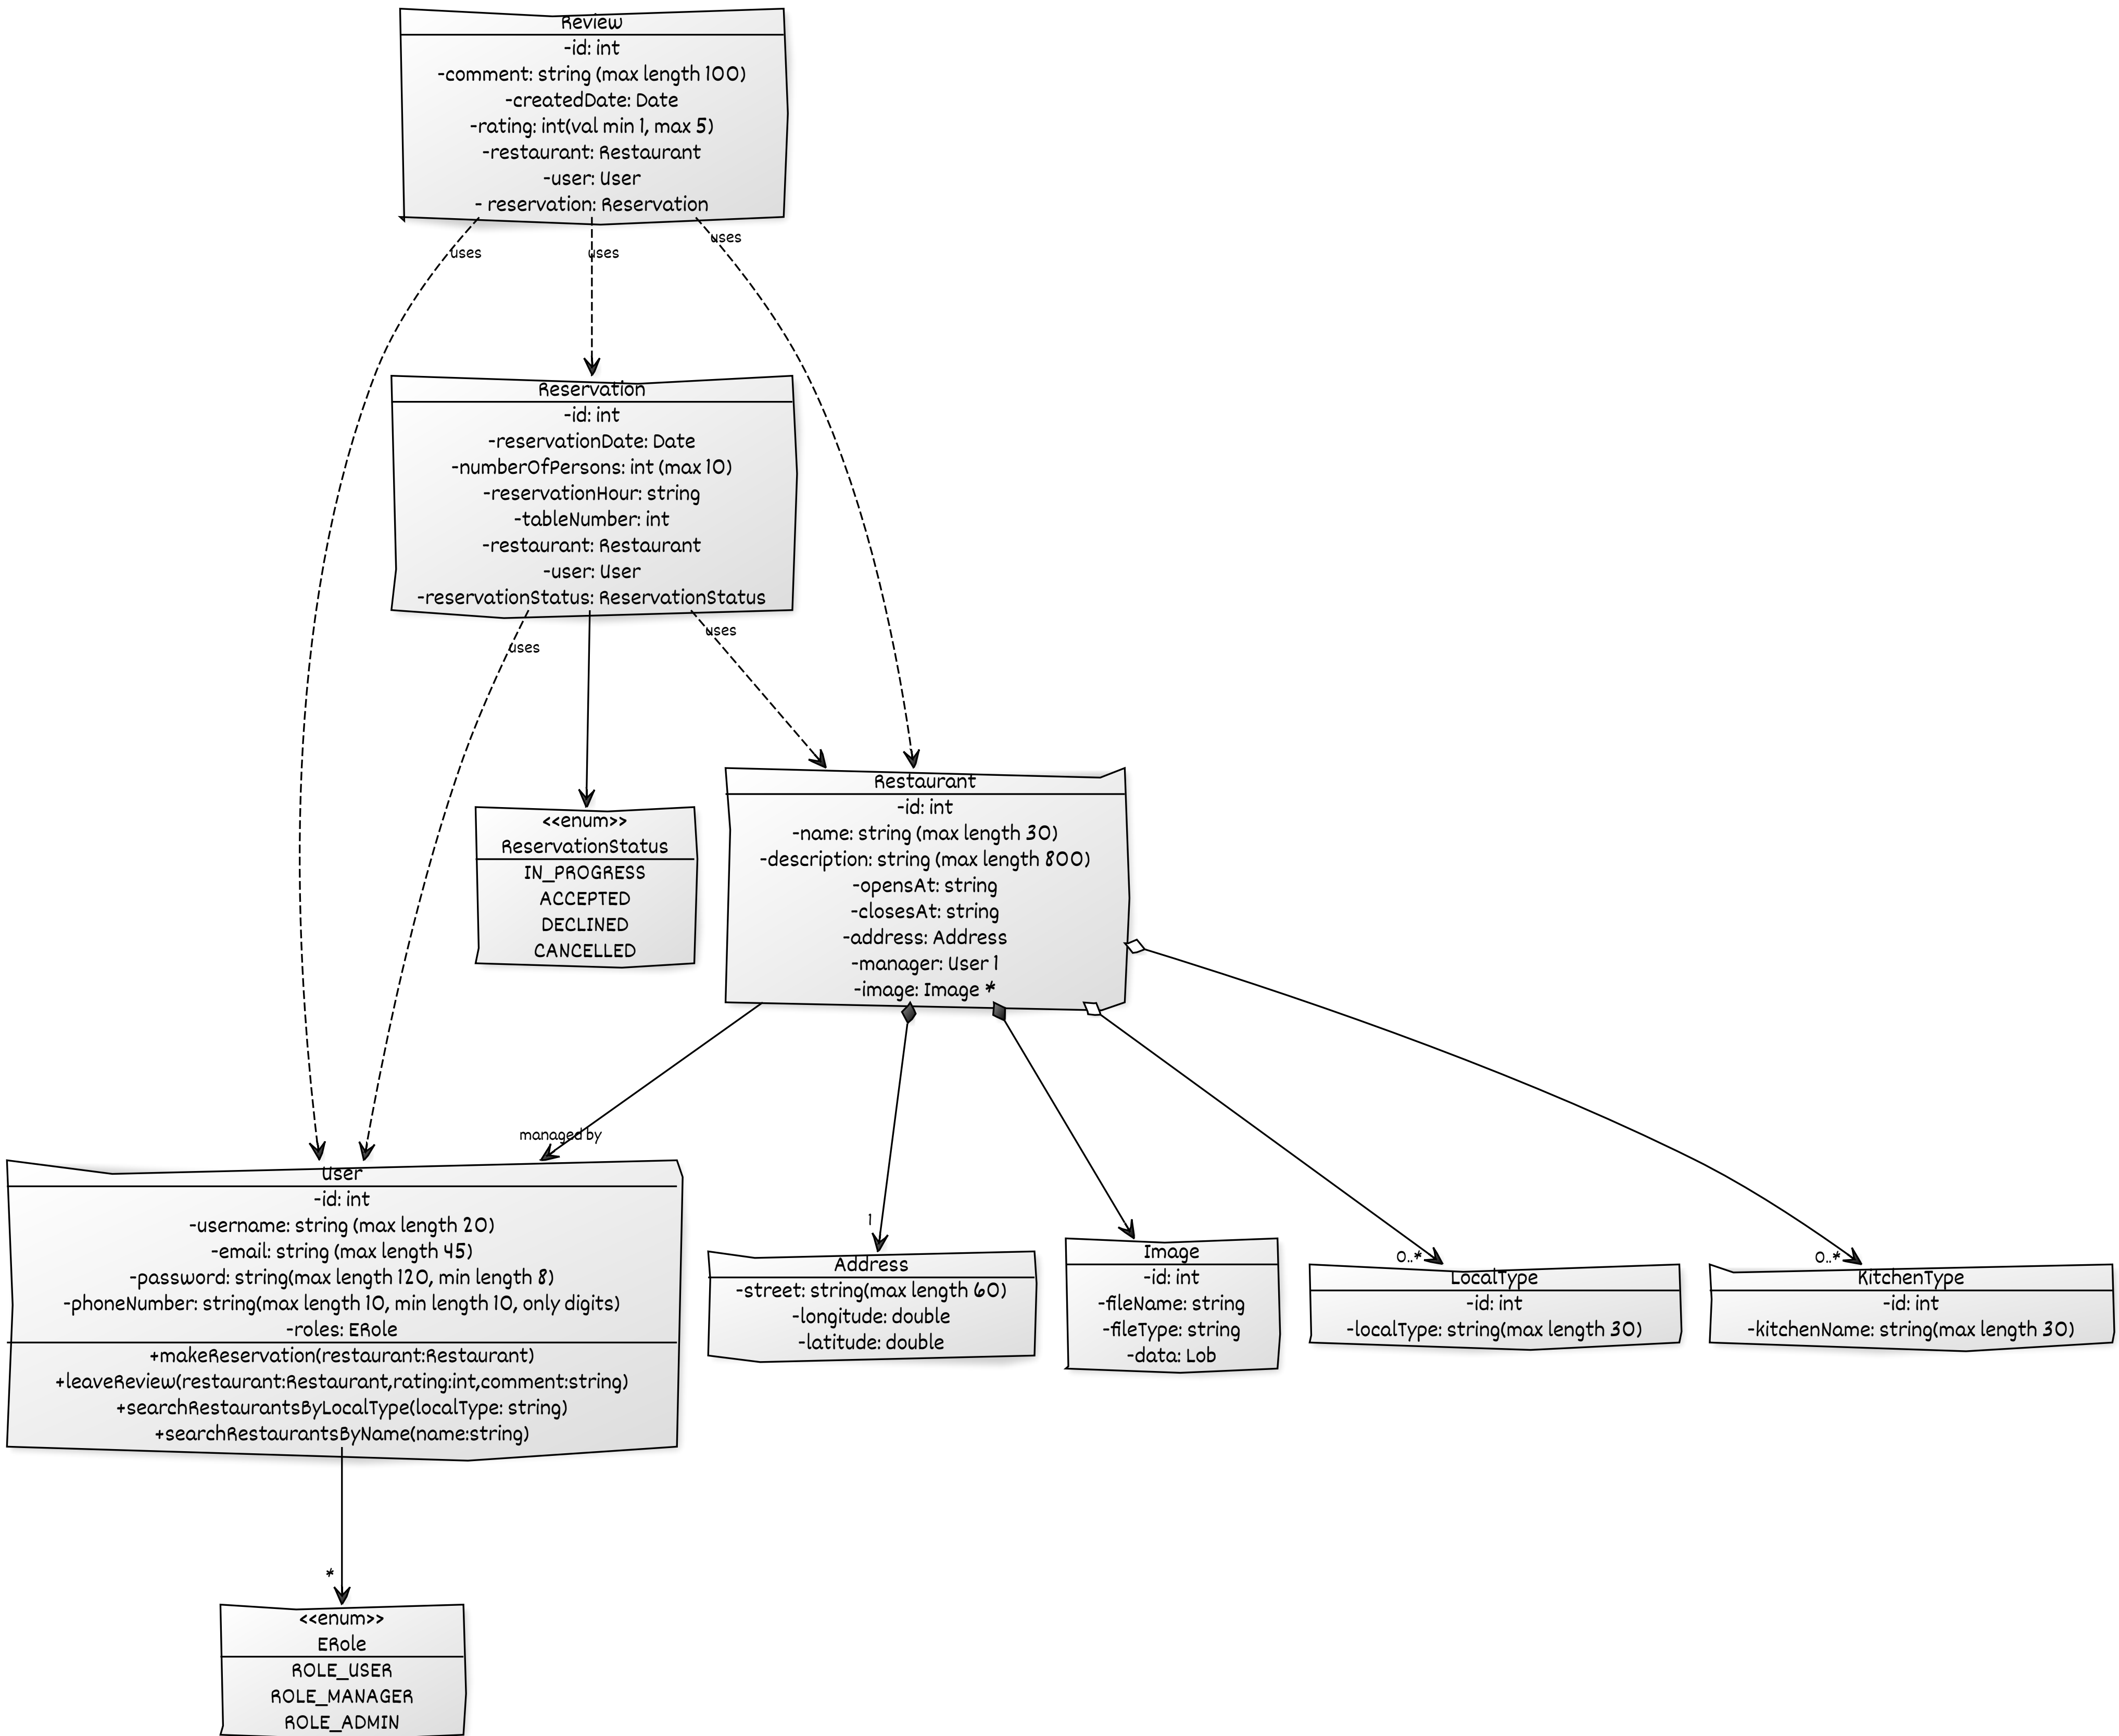 Review
-id: int
-comment: string (max length 100)
-createdDate: Date
-rating: int(val min 1, max 5)
-restaurant: Restaurant
-user: User
- reservation: Reservation
uses
uses
uses
Reservation
-id: int
-reservationDate: Date
-numberOfPersons: int (max 10)
-reservationHour: string
-tableNumber: int
-restaurant: Restaurant
-user: User
-reservationStatus: ReservationStatus
uses
uses
<<enum>>
ReservationStatus
IN_PROGRESS
ACCEPTED
DECLINED
CANCELLED
Restaurant
-id: int
-name: string (max length 30)
-description: string (max length 800)
-opensAt: string
-closesAt: string
-address: Address
-manager: User 1
-image: Image *
managed by
1
0..*
0..*
User
-id: int
-username: string (max length 20)
-email: string (max length 45)
-password: string(max length 120, min length 8)
-phoneNumber: string(max length 10, min length 10, only digits)
-roles: ERole
+makeReservation(restaurant:Restaurant)
+leaveReview(restaurant:Restaurant,rating:int,comment:string)
+searchRestaurantsByLocalType(localType: string)
+searchRestaurantsByName(name:string)
Address
-street: string(max length 60)
-longitude: double
-latitude: double
Image
-id: int
-fileName: string
-fileType: string
-data: Lob
LocalType
-id: int
-localType: string(max length 30)
KitchenType
-id: int
-kitchenName: string(max length 30)
*
<<enum>>
ERole
ROLE_USER
ROLE_MANAGER
ROLE_ADMIN